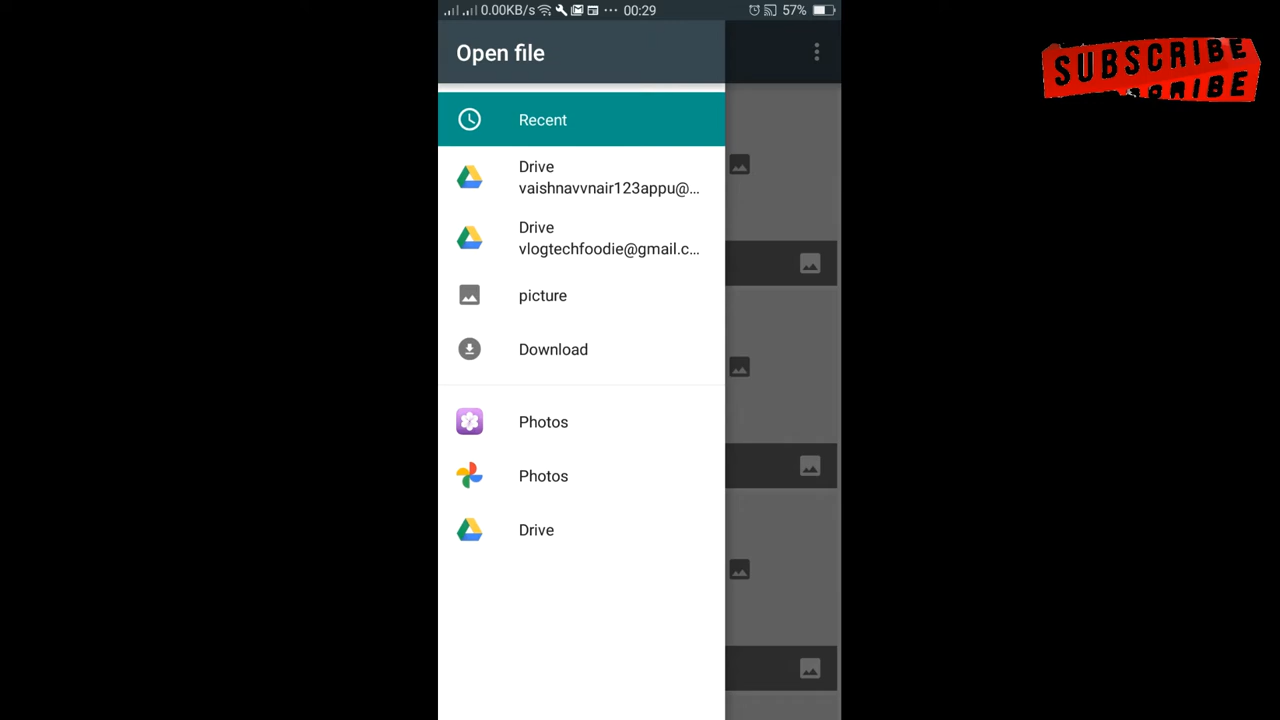 0.00KB/s ... 00:29 57%
Open file
SUBSCRIBE
Recent
Drive
vaishnavvnair123appu@...
Drive
vlogtechfoodie@gmail.c...
picture
Download
Photos
Photos
Drive